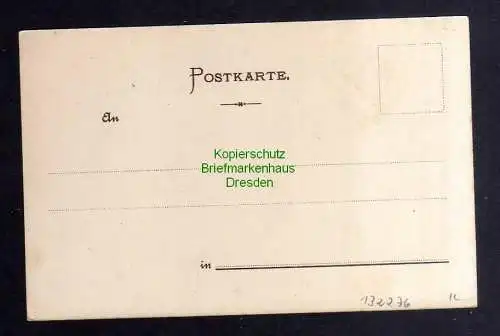 POSTKARTE.
An
Kopierschutz
Briefmarkenhaus
Dresden
in
132276